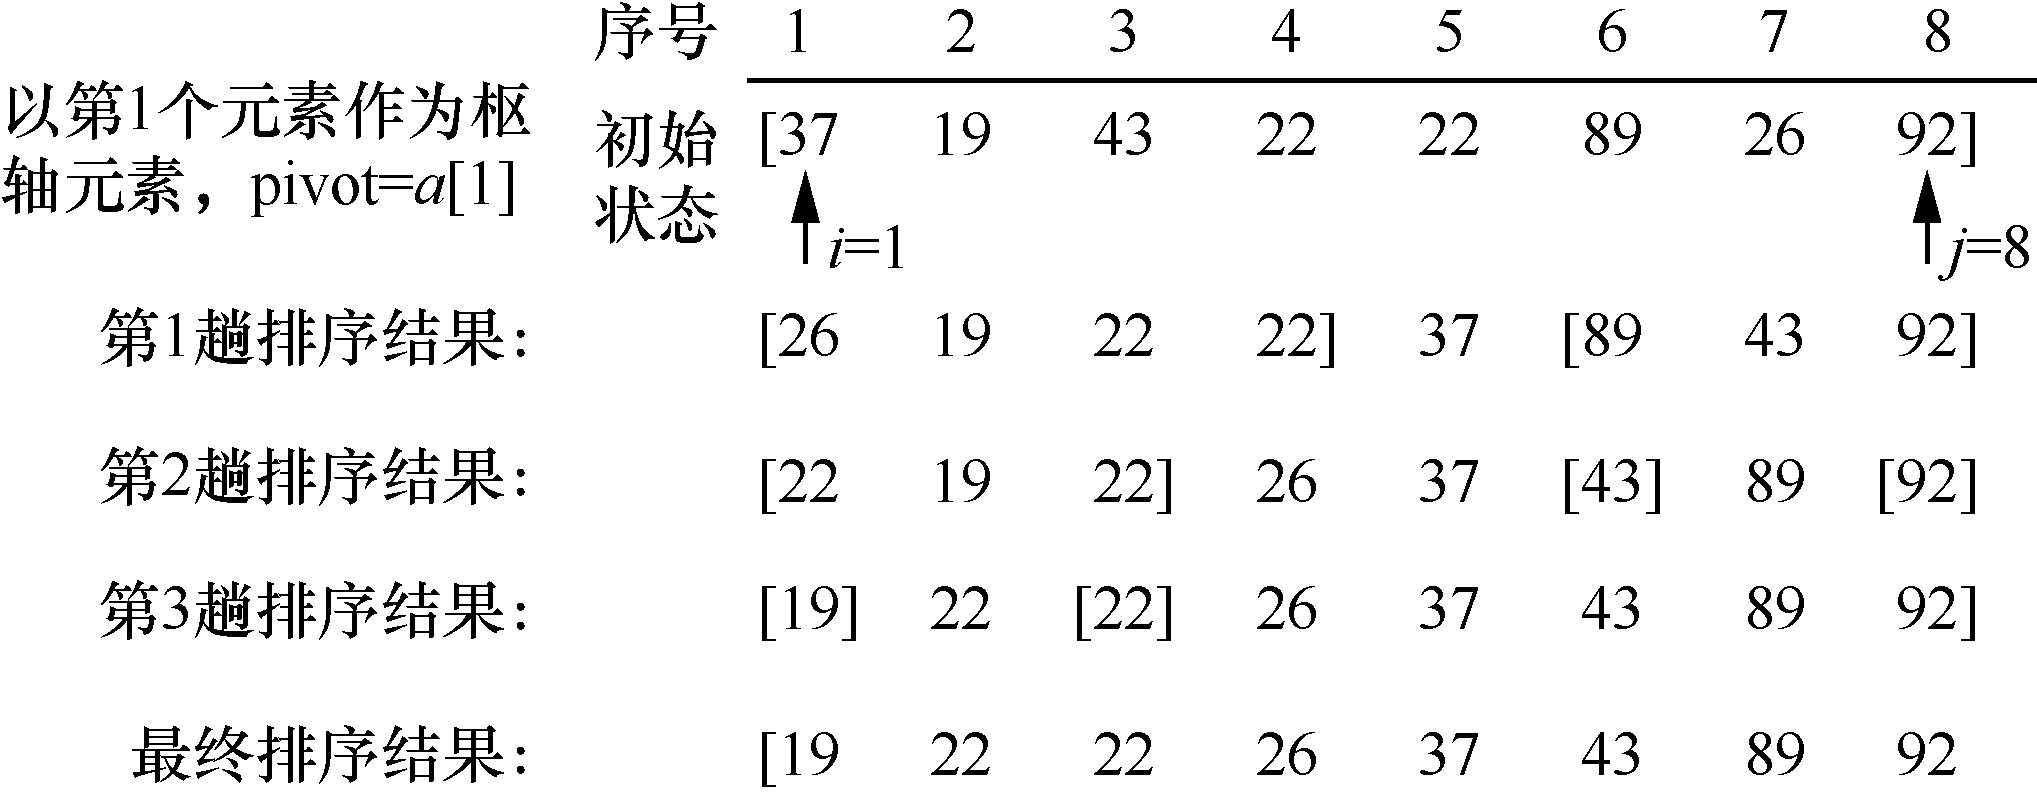 序号 1 2 3 4 5 6 7 8
以第1个元素作为枢
轴元素，pivot=a[1]
初始
状态
[37 19 43 22 22 89 26 92]
i=1 j=8
第1趟排序结果： [26 19 22 22] 37 [89 43 92]
第2趟排序结果： [22 19 22] 26 37 [43] 89 [92]
第3趟排序结果： [19] 22 [22] 26 37 43 89 92]
最终排序结果： [19 22 22 26 37 43 89 92